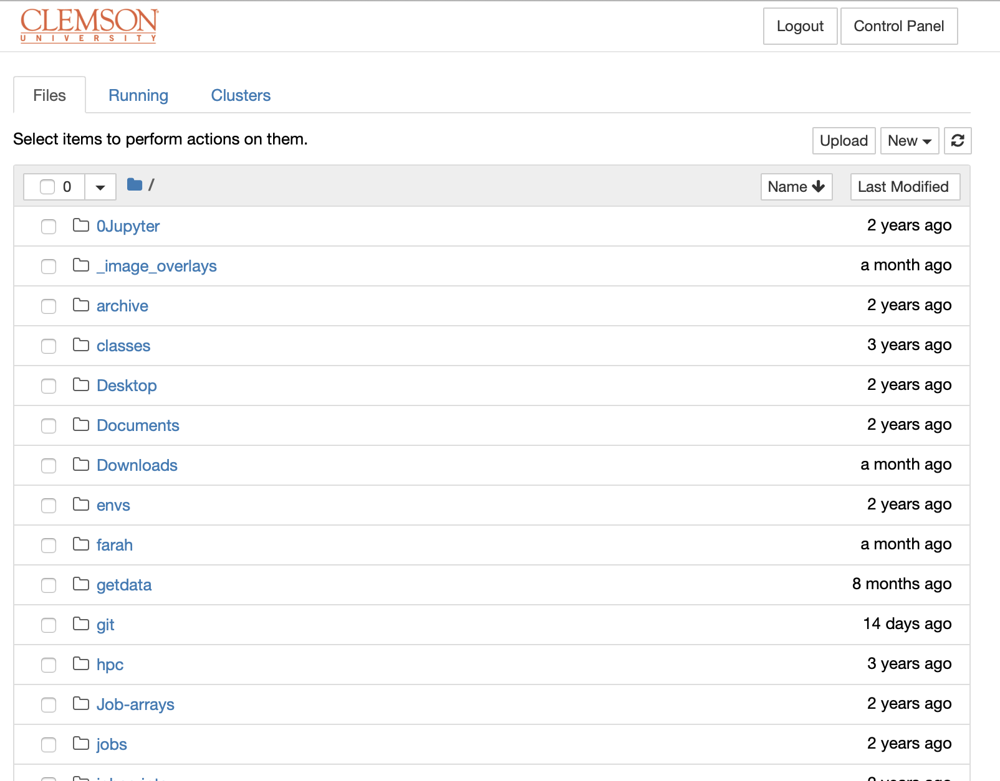 CLEMSON
UNIVERSITY
Logout Control Panel
Files Running Clusters
Select items to perform actions on them.
Upload New
0 / Name Last Modified
0Jupyter 2 years ago
_image_overlays a month ago
archive 2 years ago
classes 3 years ago
Desktop 2 years ago
Documents 2 years ago
Downloads a month ago
envs 2 years ago
farah a month ago
getdata 8 months ago
git 14 days ago
hpc 3 years ago
Job-arrays 2 years ago
jobs 2 years ago
2 years ago